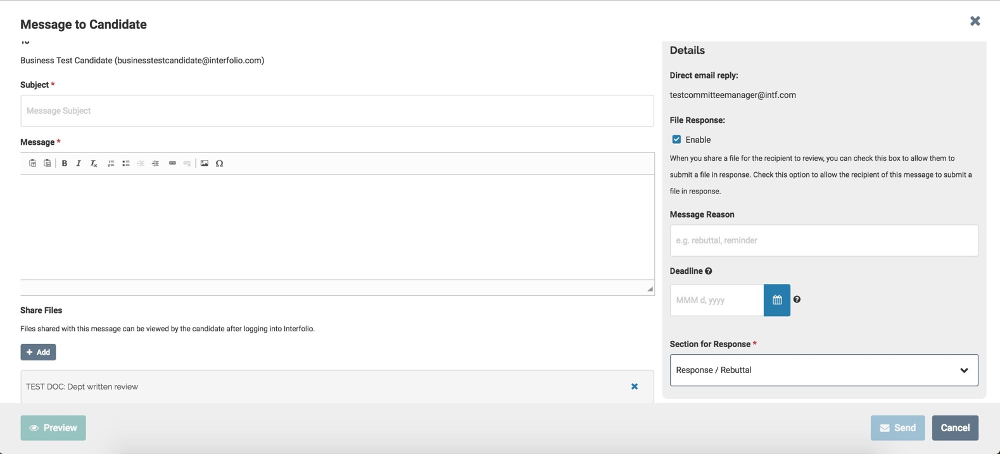 Message to Candidate
Business Test Candidate (businesstestcandidate@interfolio.com)
Subject *
Message Subject
Message *
B I Tx Ω
Share Files
Files shared with this message can be viewed by the candidate after logging into Interfolio.
+ Add
TEST DOC: Dept written review
Preview
Details
Direct email reply:
testcommitteemanager@intf.com
File Response:
Enable
When you share a file for the recipient to review, you can check this box to allow them to
submit a file in response. Check this option to allow the recipient of this message to submit a
file in response.
Message Reason
e.g. rebuttal, reminder
Deadline ?
MMM d, yyyy
?
Section for Response *
Response / Rebuttal
Send
Cancel